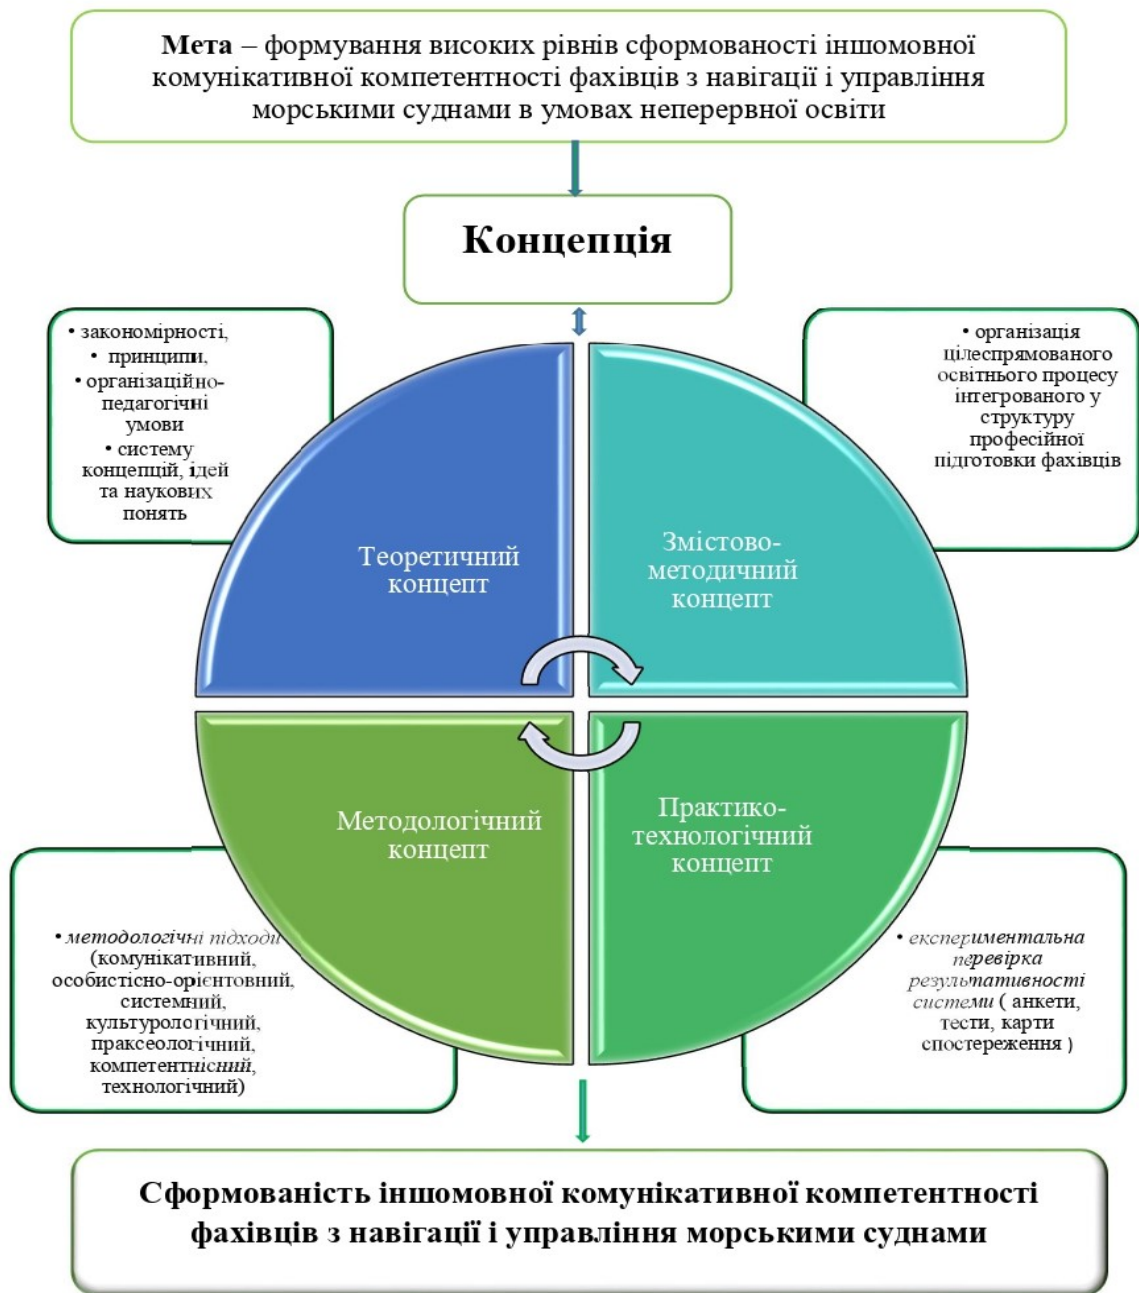 Мета – формування високих рівнів сформованості іншомовної
комунікативної компетентності фахівців з навігації і управління
морськими суднами в умовах неперервної освіти
Концепція
• закономірності,
• принципи,
• організаційно-
педагогічні
умови
• систему
концепцій, ідей
та наукових
понять
• організація
цілеспрямованого
освітнього процесу
інтегрованого у
структуру
професійної
підготовки фахівців
Теоретичний
концепт
Змістово-
методичний
концепт
Методологічний
концепт
Практико-
технологічний
концепт
• методологічні підходи
(комунікативний,
особистісно-орієнтовний,
системний,
культурологічний,
праксеологічний,
компетентнісний,
технологічний)
• експериментальна
перевірка
результативності
системи ( анкети,
тести, карти
спостереження )
Сформованість іншомовної комунікативної компетентності
фахівців з навігації і управління морськими суднами